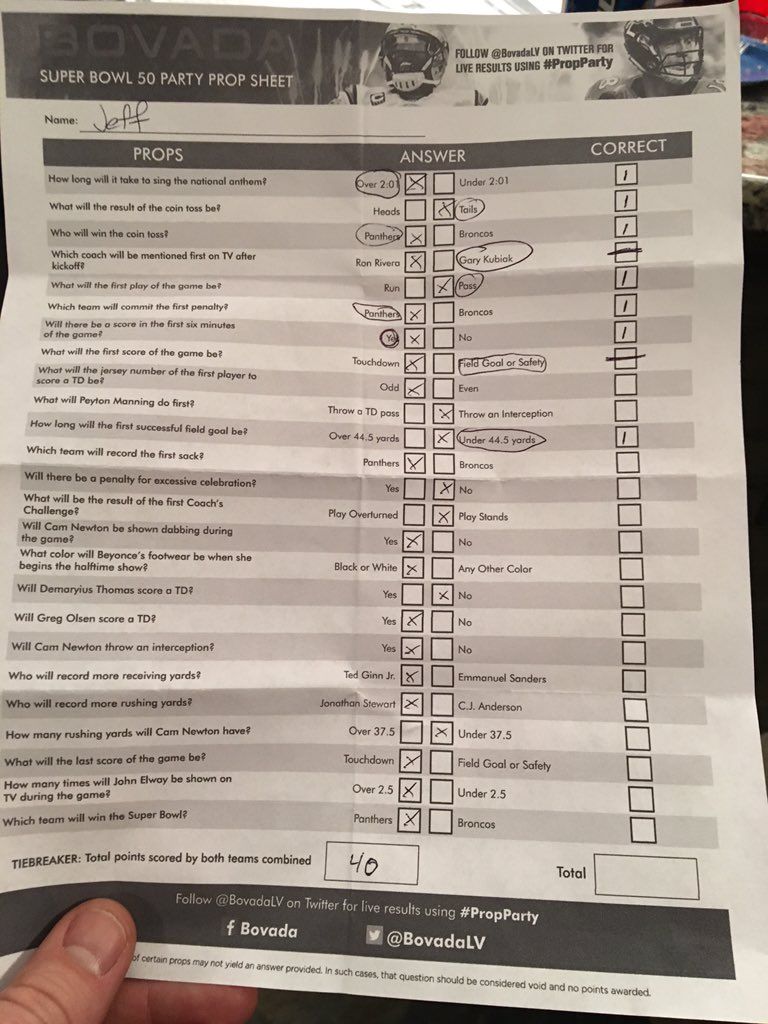 BOVADA
SUPER BOWL 50 PARTY PROP SHEET
FOLLOW @BovadaLV ON TWITTER FOR
LIVE RESULTS USING #PropParty
Name: Jeff
PROPS ANSWER CORRECT
How long will it take to sing the national anthem? Over 2:01 X Under 2:01 1
What will the result of the coin toss be? Heads X Tails 1
Who will win the coin toss? Panthers X Broncos 1
Which coach will be mentioned first on TV after
kickoff? Ron Rivera X Gary Kubiak
What will the first play of the game be? Run X Pass 1
Which team will commit the first penalty? Panthers X Broncos 1
Will there be a score in the first six minutes
of the game? Yes X No 1
What will the first score of the game be? Touchdown X Field Goal or Safety
What will the jersey number of the first player to
score a TD be? Odd X Even
What will Peyton Manning do first? Throw a TD pass X Throw an Interception
How long will the first successful field goal be? Over 44.5 yards X Under 44.5 yards 1
Which team will record the first sack? Panthers X Broncos
Will there be a penalty for excessive celebration? Yes X No
What will be the result of the first Coach's
Challenge? Play Overturned X Play Stands
Will Cam Newton be shown dabbing during
the game? Yes X No
What color will Beyonce's footwear be when she
begins the halftime show? Black or White X Any Other Color
Will Demaryius Thomas score a TD? Yes X No
Will Greg Olsen score a TD? Yes X No
Will Cam Newton throw an interception? Yes X No
Who will record more receiving yards? Ted Ginn Jr. X Emmanuel Sanders
Who will record more rushing yards? Jonathan Stewart X C.J. Anderson
How many rushing yards will Cam Newton have? Over 37.5 X Under 37.5
What will the last score of the game be? Touchdown X Field Goal or Safety
How many times will John Elway be shown on
TV during the game? Over 2.5 X Under 2.5
Which team will win the Super Bowl? Panthers X Broncos
TIEBREAKER: Total points scored by both teams combined 40 Total
Follow @BovadaLV on Twitter for live results using #PropParty
f Bovada @BovadaLV
of certain props may not yield an answer provided. In such cases, that question should be considered void and no points awarded.